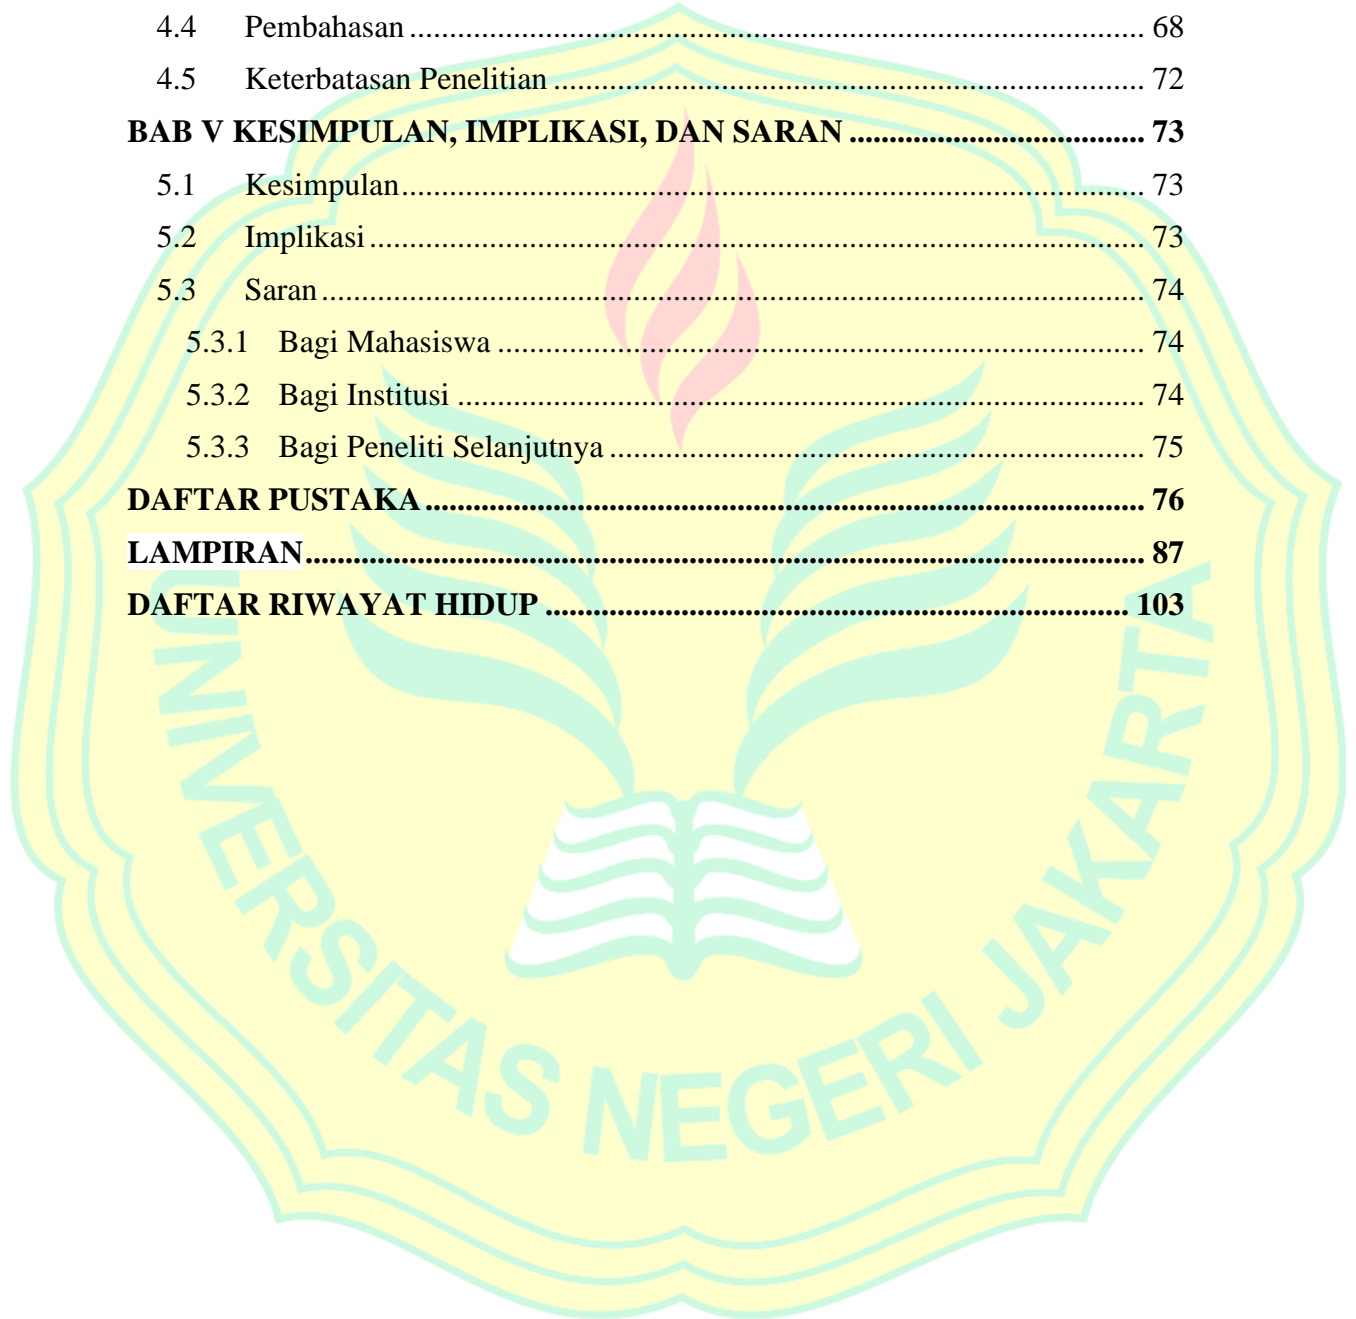 4.4 Pembahasan ........................................................................................... 68
4.5 Keterbatasan Penelitian ......................................................................... 72
BAB V KESIMPULAN, IMPLIKASI, DAN SARAN ..................................... 73
5.1 Kesimpulan ............................................................................................ 73
5.2 Implikasi ................................................................................................ 73
5.3 Saran ...................................................................................................... 74
5.3.1 Bagi Mahasiswa ................................................................................ 74
5.3.2 Bagi Institusi ..................................................................................... 74
5.3.3 Bagi Peneliti Selanjutnya .................................................................. 75
DAFTAR PUSTAKA ......................................................................................... 76
LAMPIRAN ........................................................................................................ 87
DAFTAR RIWAYAT HIDUP ......................................................................... 103
UNIVERSITAS NEGERI JAKARTA